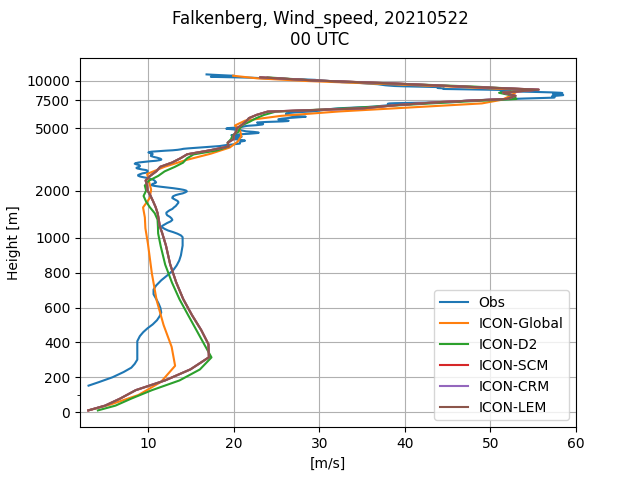 Falkenberg, Wind_speed, 20210522
00 UTC
10000
7500
5000
2000
1000
800
600
400
200
0
Height [m]
10
20
30
40
50
60
[m/s]
Obs
ICON-Global
ICON-D2
ICON-SCM
ICON-CRM
ICON-LEM